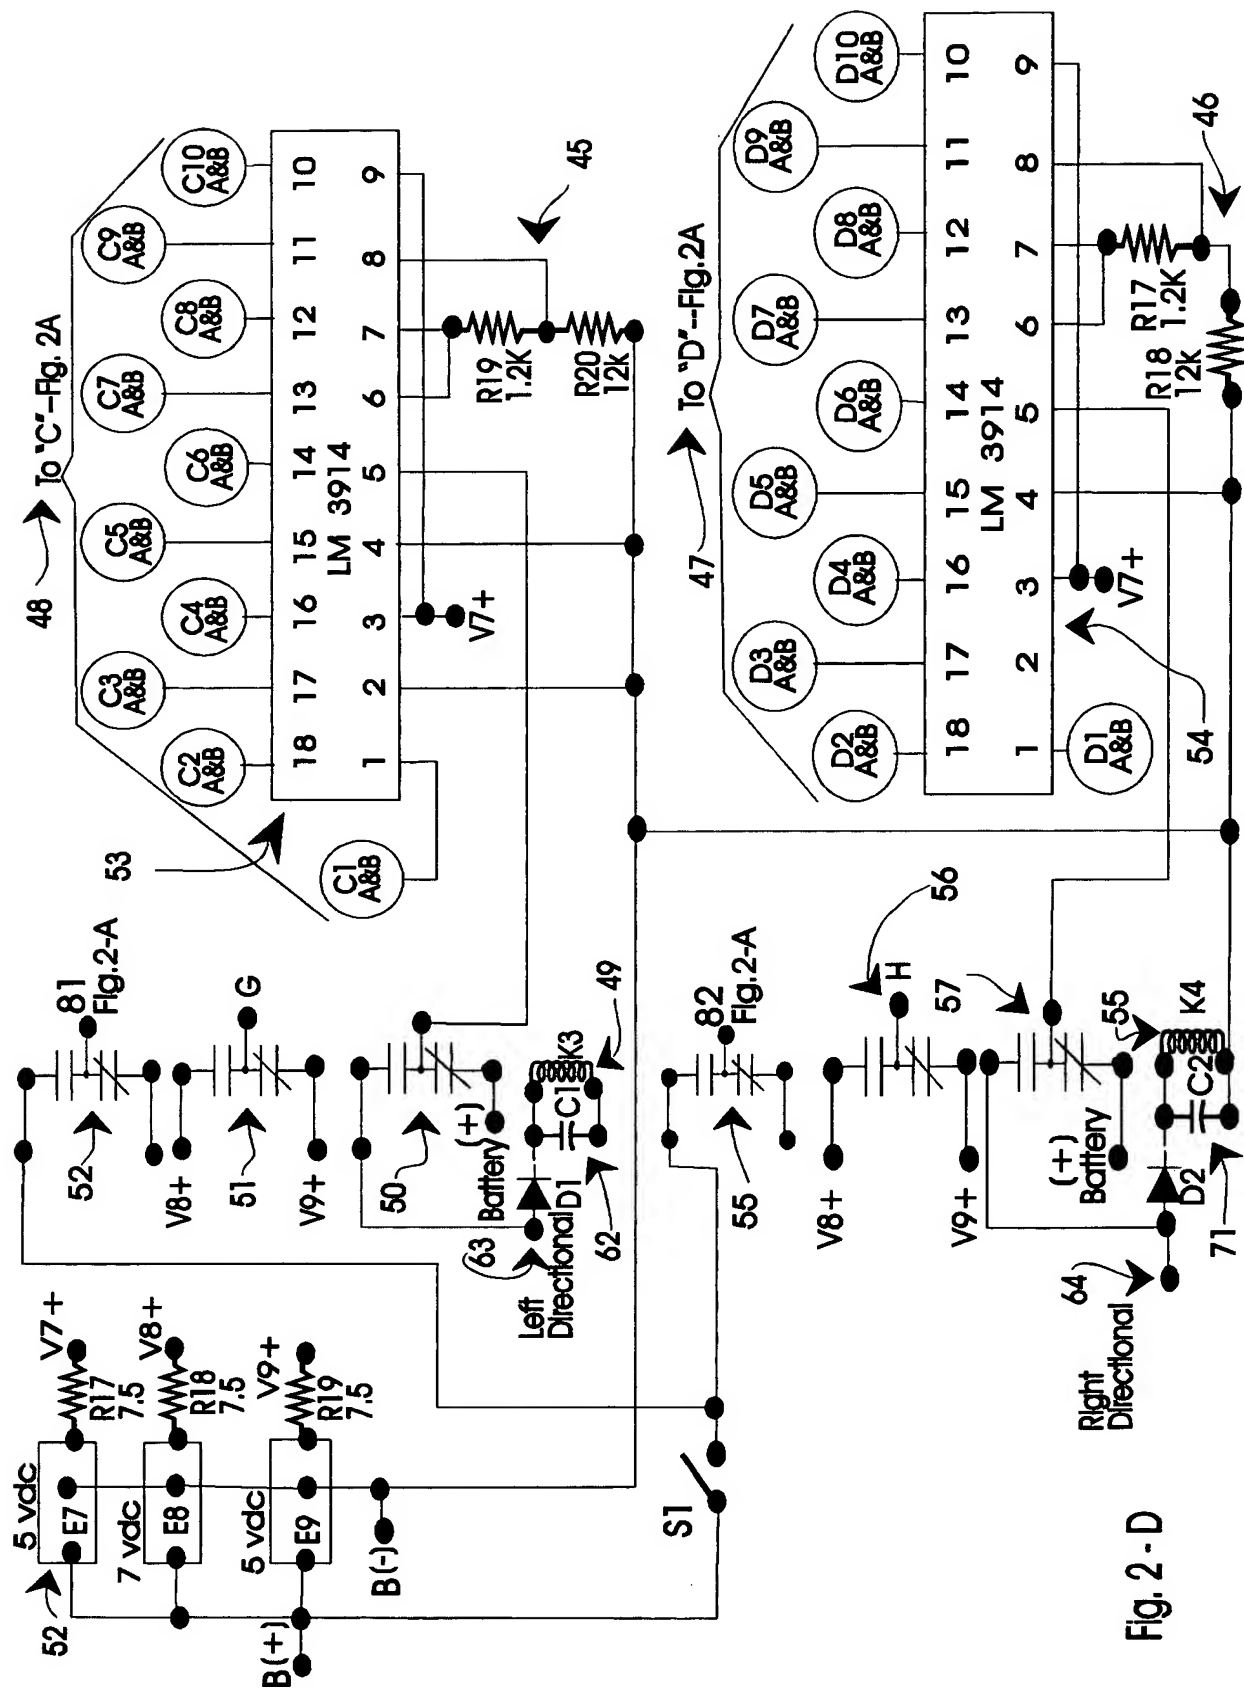 48
To "C"--Fig. 2A
C1
A&B
C2
A&B
C3
A&B
C4
A&B
C5
A&B
C6
A&B
C7
A&B
C8
A&B
C9
A&B
C10
A&B
53
18 17 16 15 14 13 12 11 10
LM 3914
1 2 3 4 5 6 7 8 9
V7+
R19
1.2K
R20
12K
45
47
To "D"--Fig.2A
D2
A&B
D3
A&B
D4
A&B
D5
A&B
D6
A&B
D7
A&B
D8
A&B
D9
A&B
D10
A&B
18 17 16 15 14 13 12 11 10
LM 3914
1 2 3 4 5 6 7 8 9
D1
A&B
54
V7+
R17
1.2K
R18
12K
46
81
Fig.2-A
52
V8+
G
51
V9+
50
(+)
Battery
K3
49
C1
D1
62
63
Left
Directional
82
Fig.2-A
55
V8+
H
56
V9+
57
(+)
Battery
55
K4
C2
D2
71
64
Right
Directional
5 vdc
E7
V7+
R17
7.5
7 vdc
E8
V8+
R18
7.5
5 vdc
E9
V9+
R19
7.5
52
B(+)
B(-)
S1
Fig. 2 - D